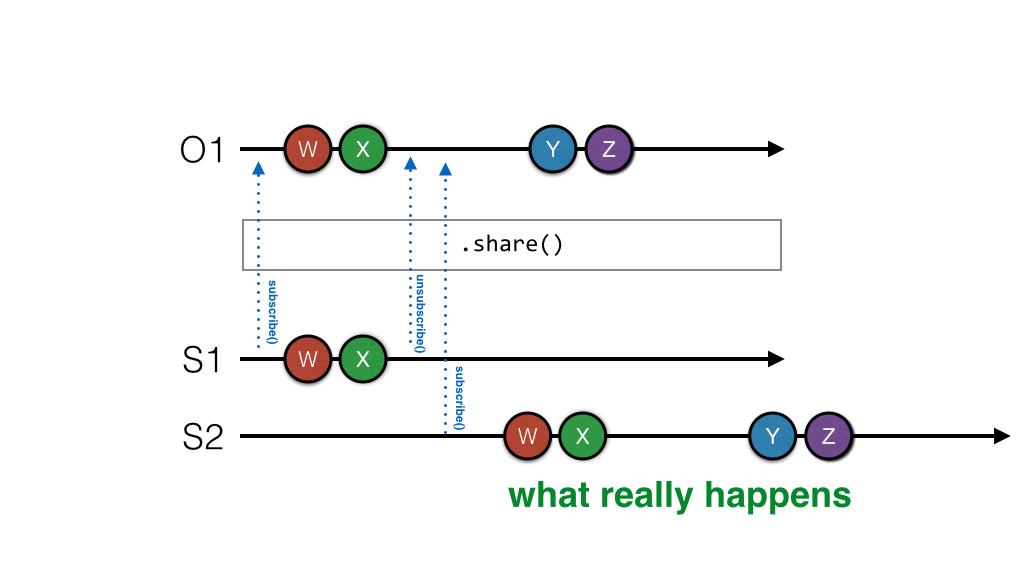 O1
W
X
Y
Z
.share()
subscribe()
unsubscribe()
S1
W
X
subscribe()
S2
W
X
Y
Z
what really happens